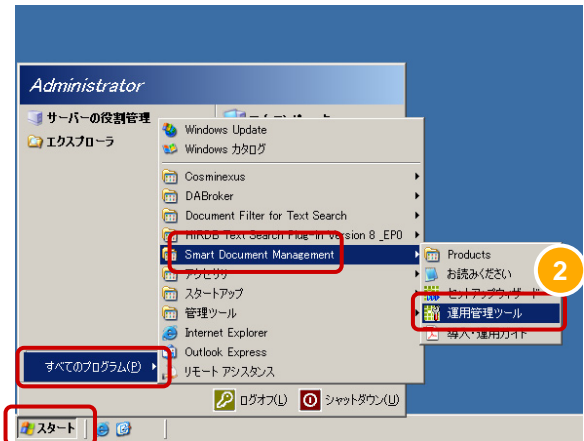 Administrator
サーバーの役割管理
エクスプローラ
Windows Update
Windows カタログ
Cosminexus
DABroker
Document Filter for Text Search
HiRDB Text Search Plug-in Version 8 _EP0
Smart Document Management
アクセサリ
スタートアップ
管理ツール
Internet Explorer
Outlook Express
リモート アシスタンス
Products
お読みください
セットアップウィザード
運用管理ツール
導入・運用ガイド
2
すべてのプログラム(P)
ログオフ(L)
シャットダウン(U)
スタート